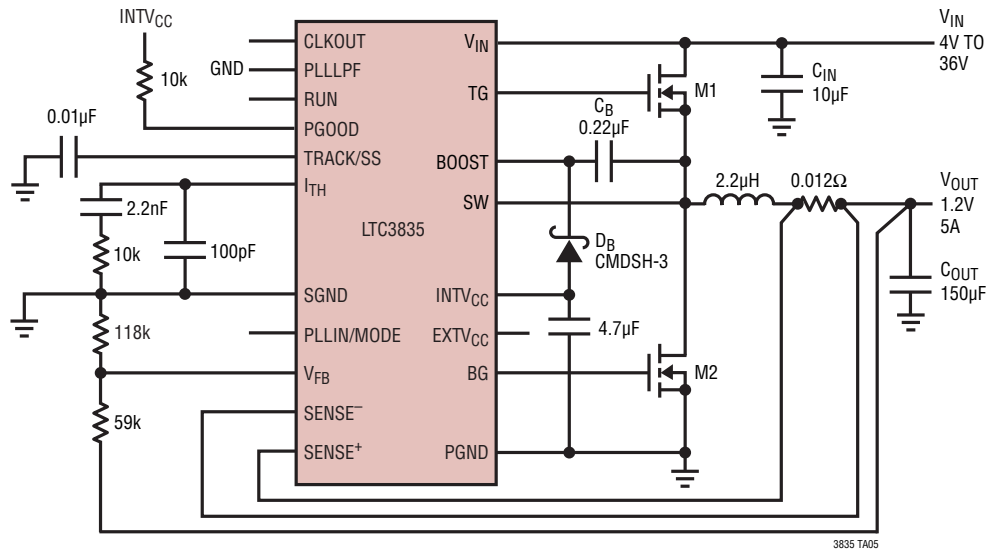 INTVCC
10k
GND
0.01µF
2.2nF
10k
100pF
118k
59k
CLKOUT
PLLLPF
RUN
PGOOD
TRACK/SS
ITH
LTC3835
SGND
PLLIN/MODE
VFB
SENSE–
SENSE+
VIN
TG
BOOST
SW
INTVCC
EXTVCC
BG
PGND
CB
0.22µF
DB
CMDSH-3
4.7µF
M1
M2
2.2µH
0.012Ω
CIN
10µF
VIN
4V TO
36V
VOUT
1.2V
5A
COUT
150µF
3835 TA05